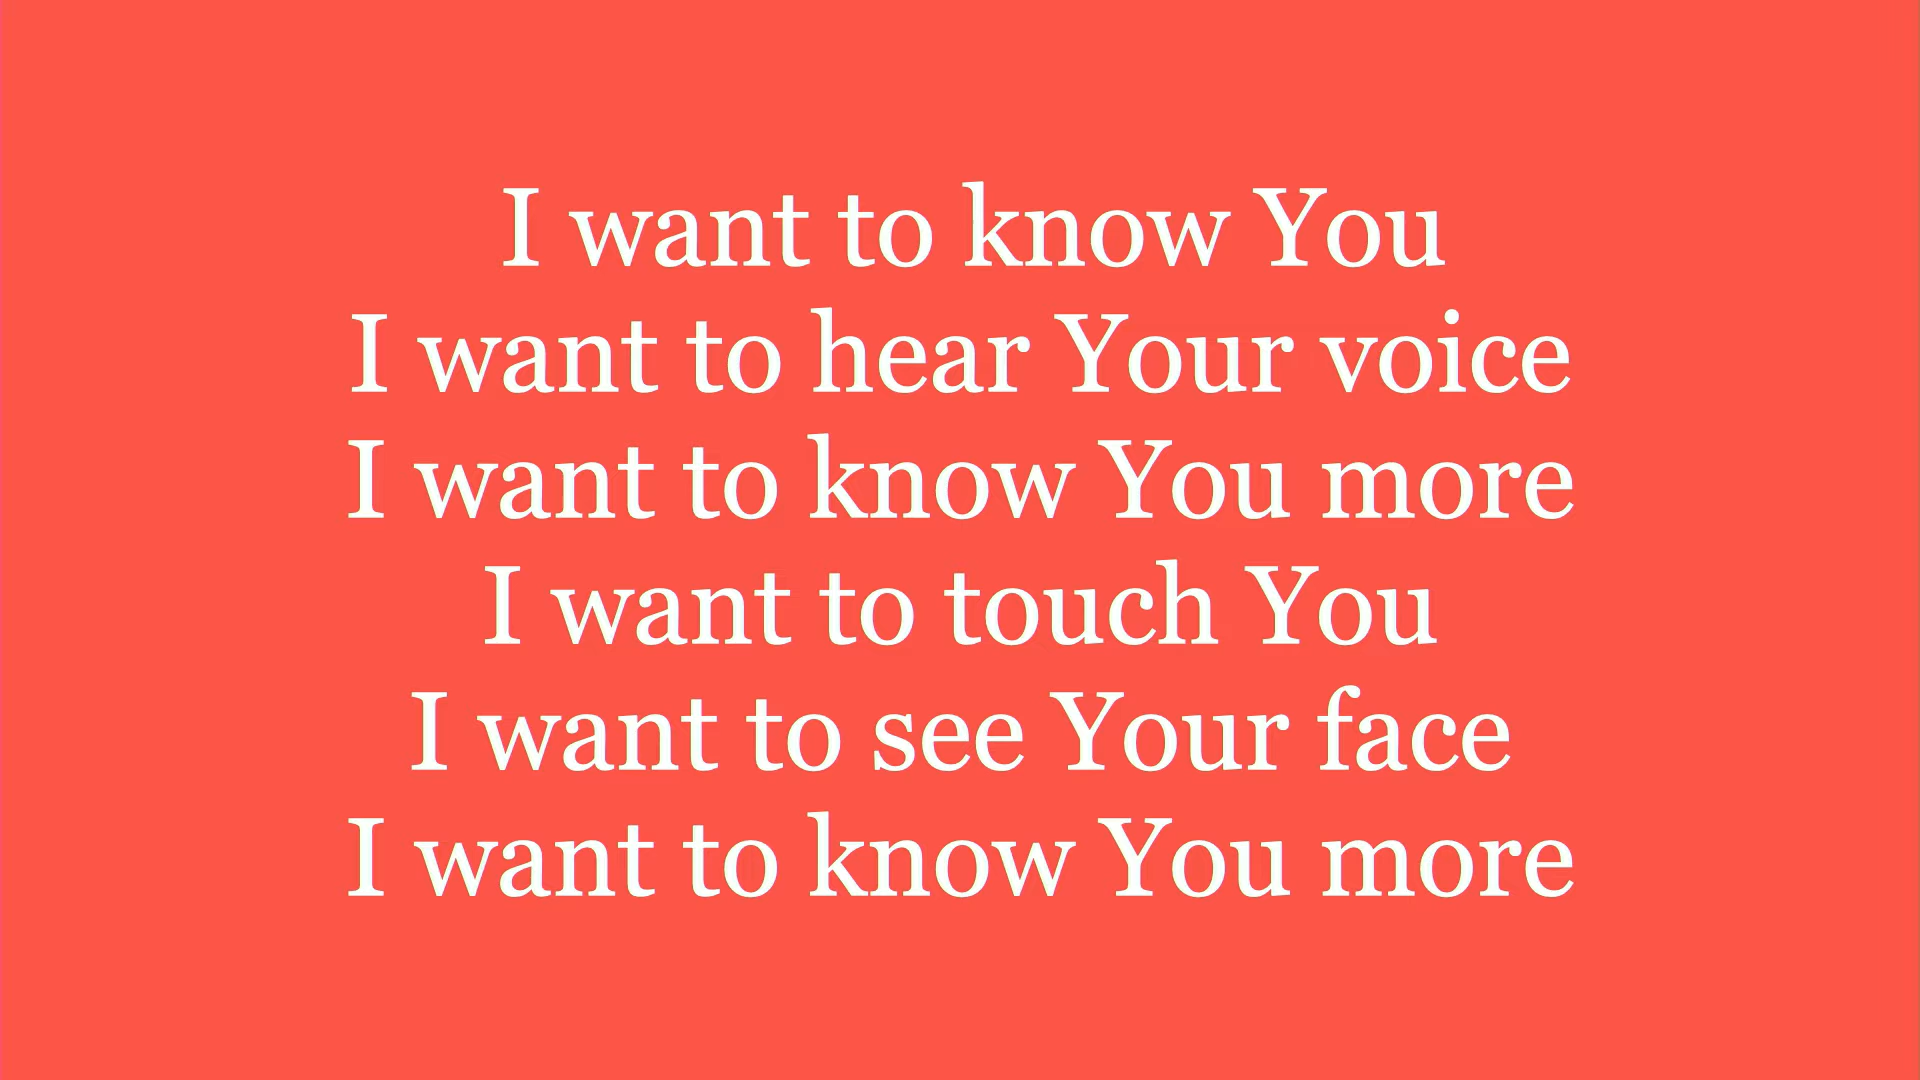 I want to know You
I want to hear Your voice
I want to know You more
I want to touch You
I want to see Your face
I want to know You more